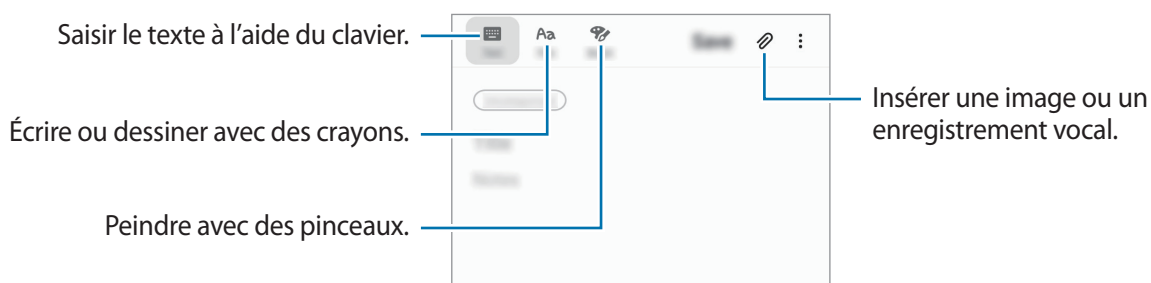 Saisir le texte à l’aide du clavier.
Aa
Écrire ou dessiner avec des crayons.
Peindre avec des pinceaux.
Insérer une image ou un
enregistrement vocal.